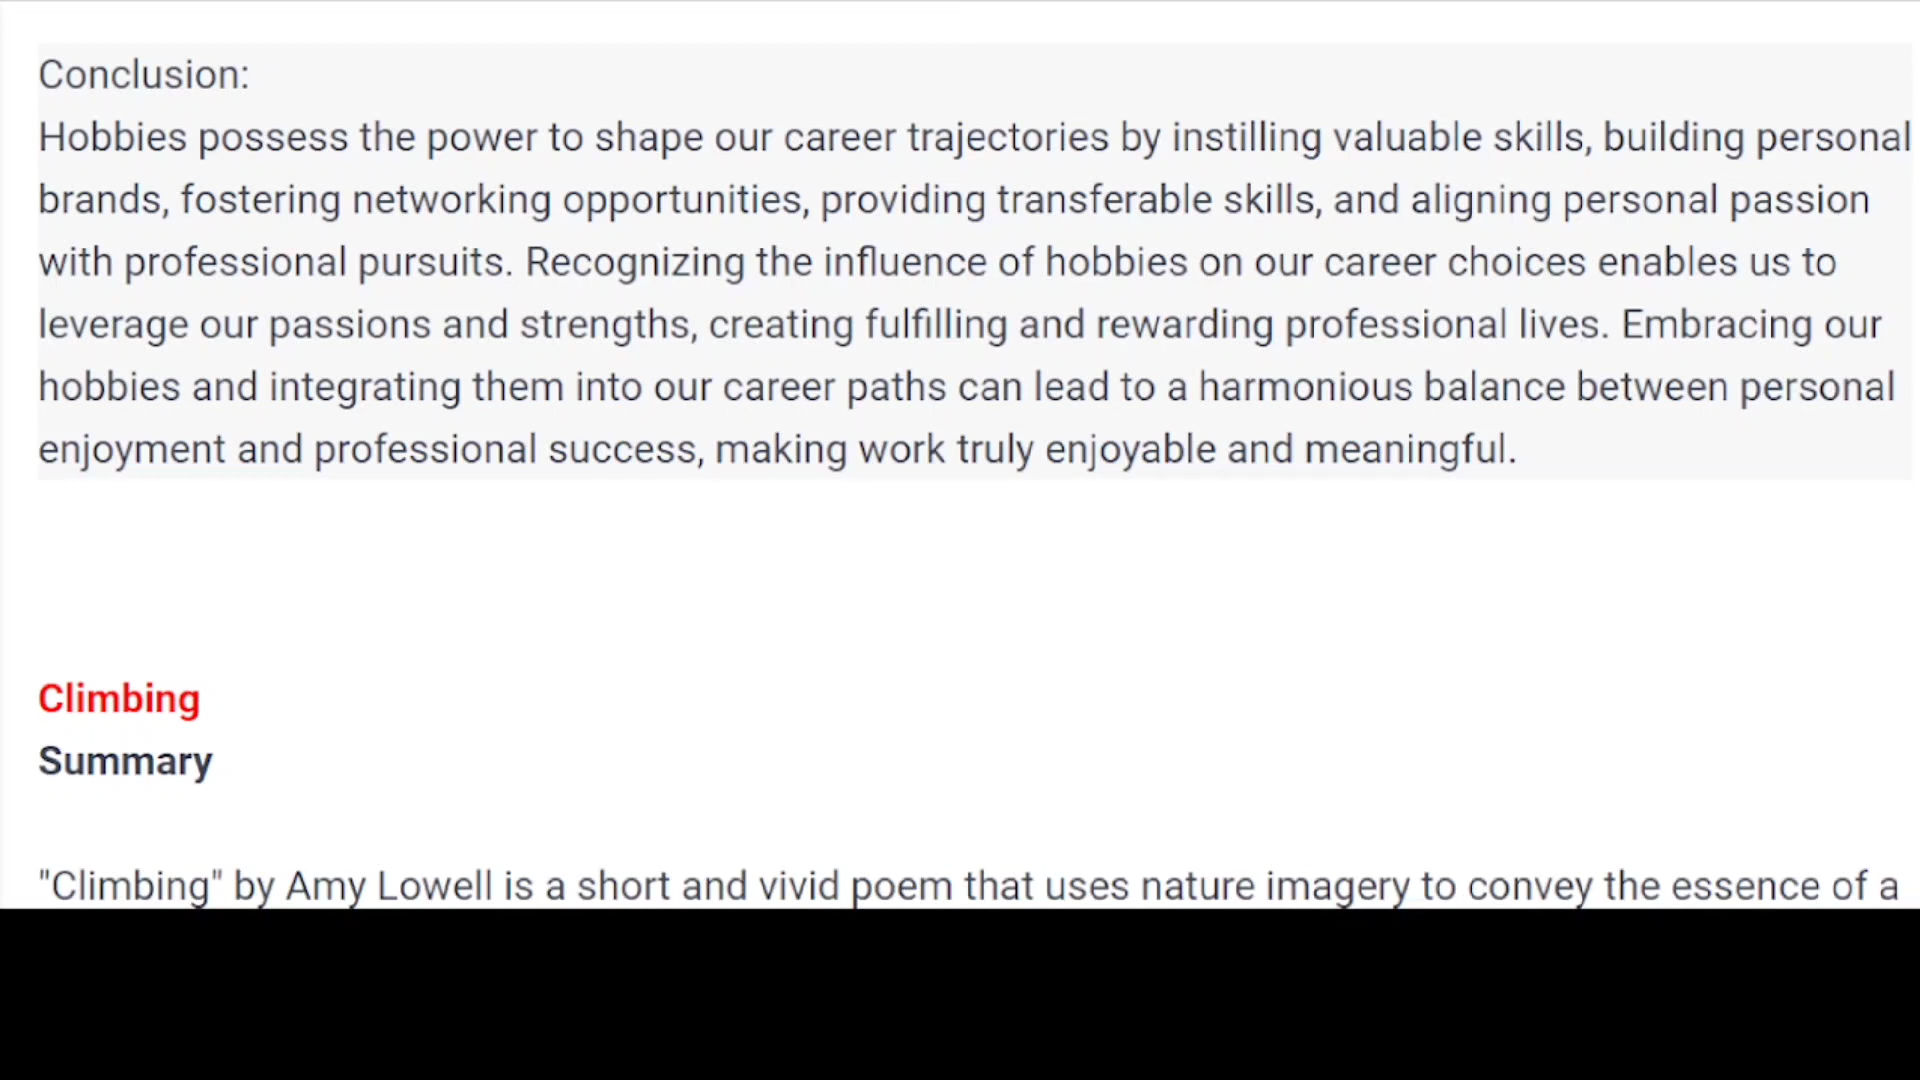 Conclusion:
Hobbies possess the power to shape our career trajectories by instilling valuable skills, building personal
brands, fostering networking opportunities, providing transferable skills, and aligning personal passion
with professional pursuits. Recognizing the influence of hobbies on our career choices enables us to
leverage our passions and strengths, creating fulfilling and rewarding professional lives. Embracing our
hobbies and integrating them into our career paths can lead to a harmonious balance between personal
enjoyment and professional success, making work truly enjoyable and meaningful.
Climbing
Summary
"Climbing" by Amy Lowell is a short and vivid poem that uses nature imagery to convey the essence of a